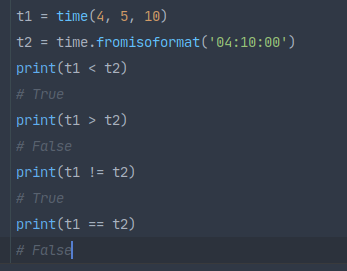 t1 = time(4, 5, 10)
t2 = time.fromisoformat('04:10:00')
print(t1 < t2)
# True
print(t1 > t2)
# False
print(t1 != t2)
# True
print(t1 == t2)
# False